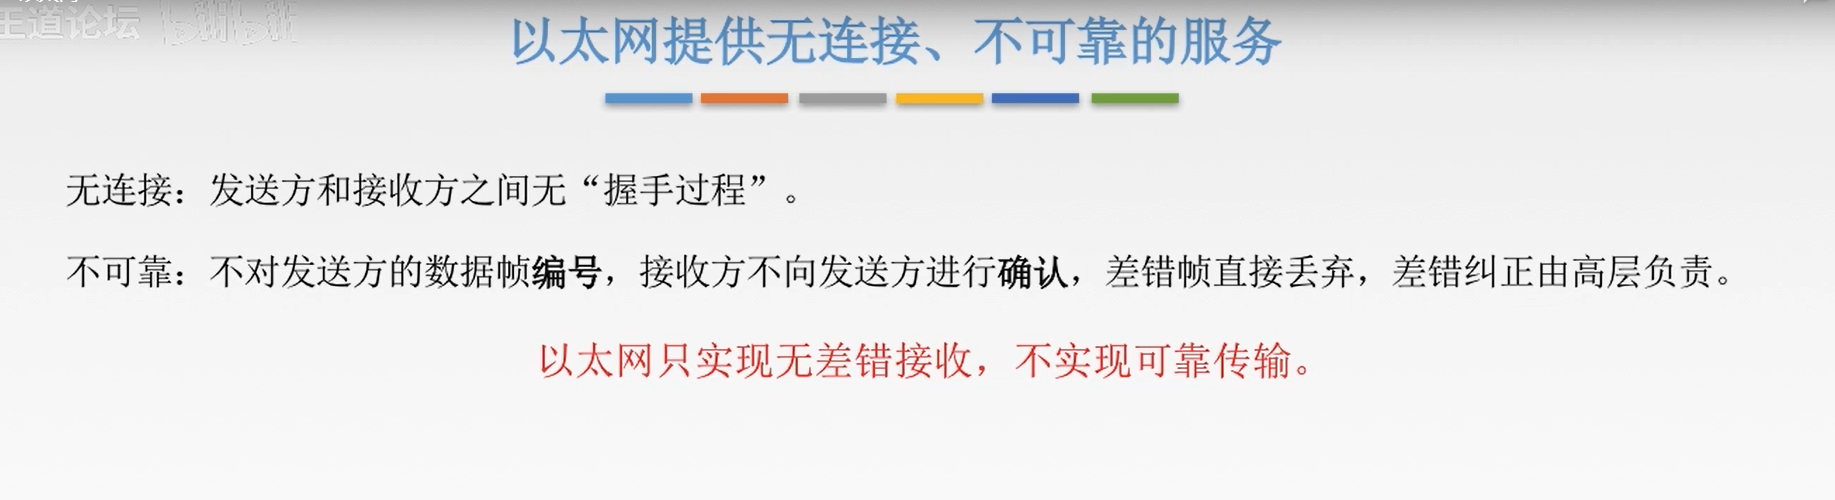 王道论坛 bilibili
以太网提供无连接、不可靠的服务
无连接：发送方和接收方之间无“握手过程”。
不可靠：不对发送方的数据帧编号，接收方不向发送方进行确认，差错帧直接丢弃，差错纠正由高层负责。
以太网只实现无差错接收，不实现可靠传输。